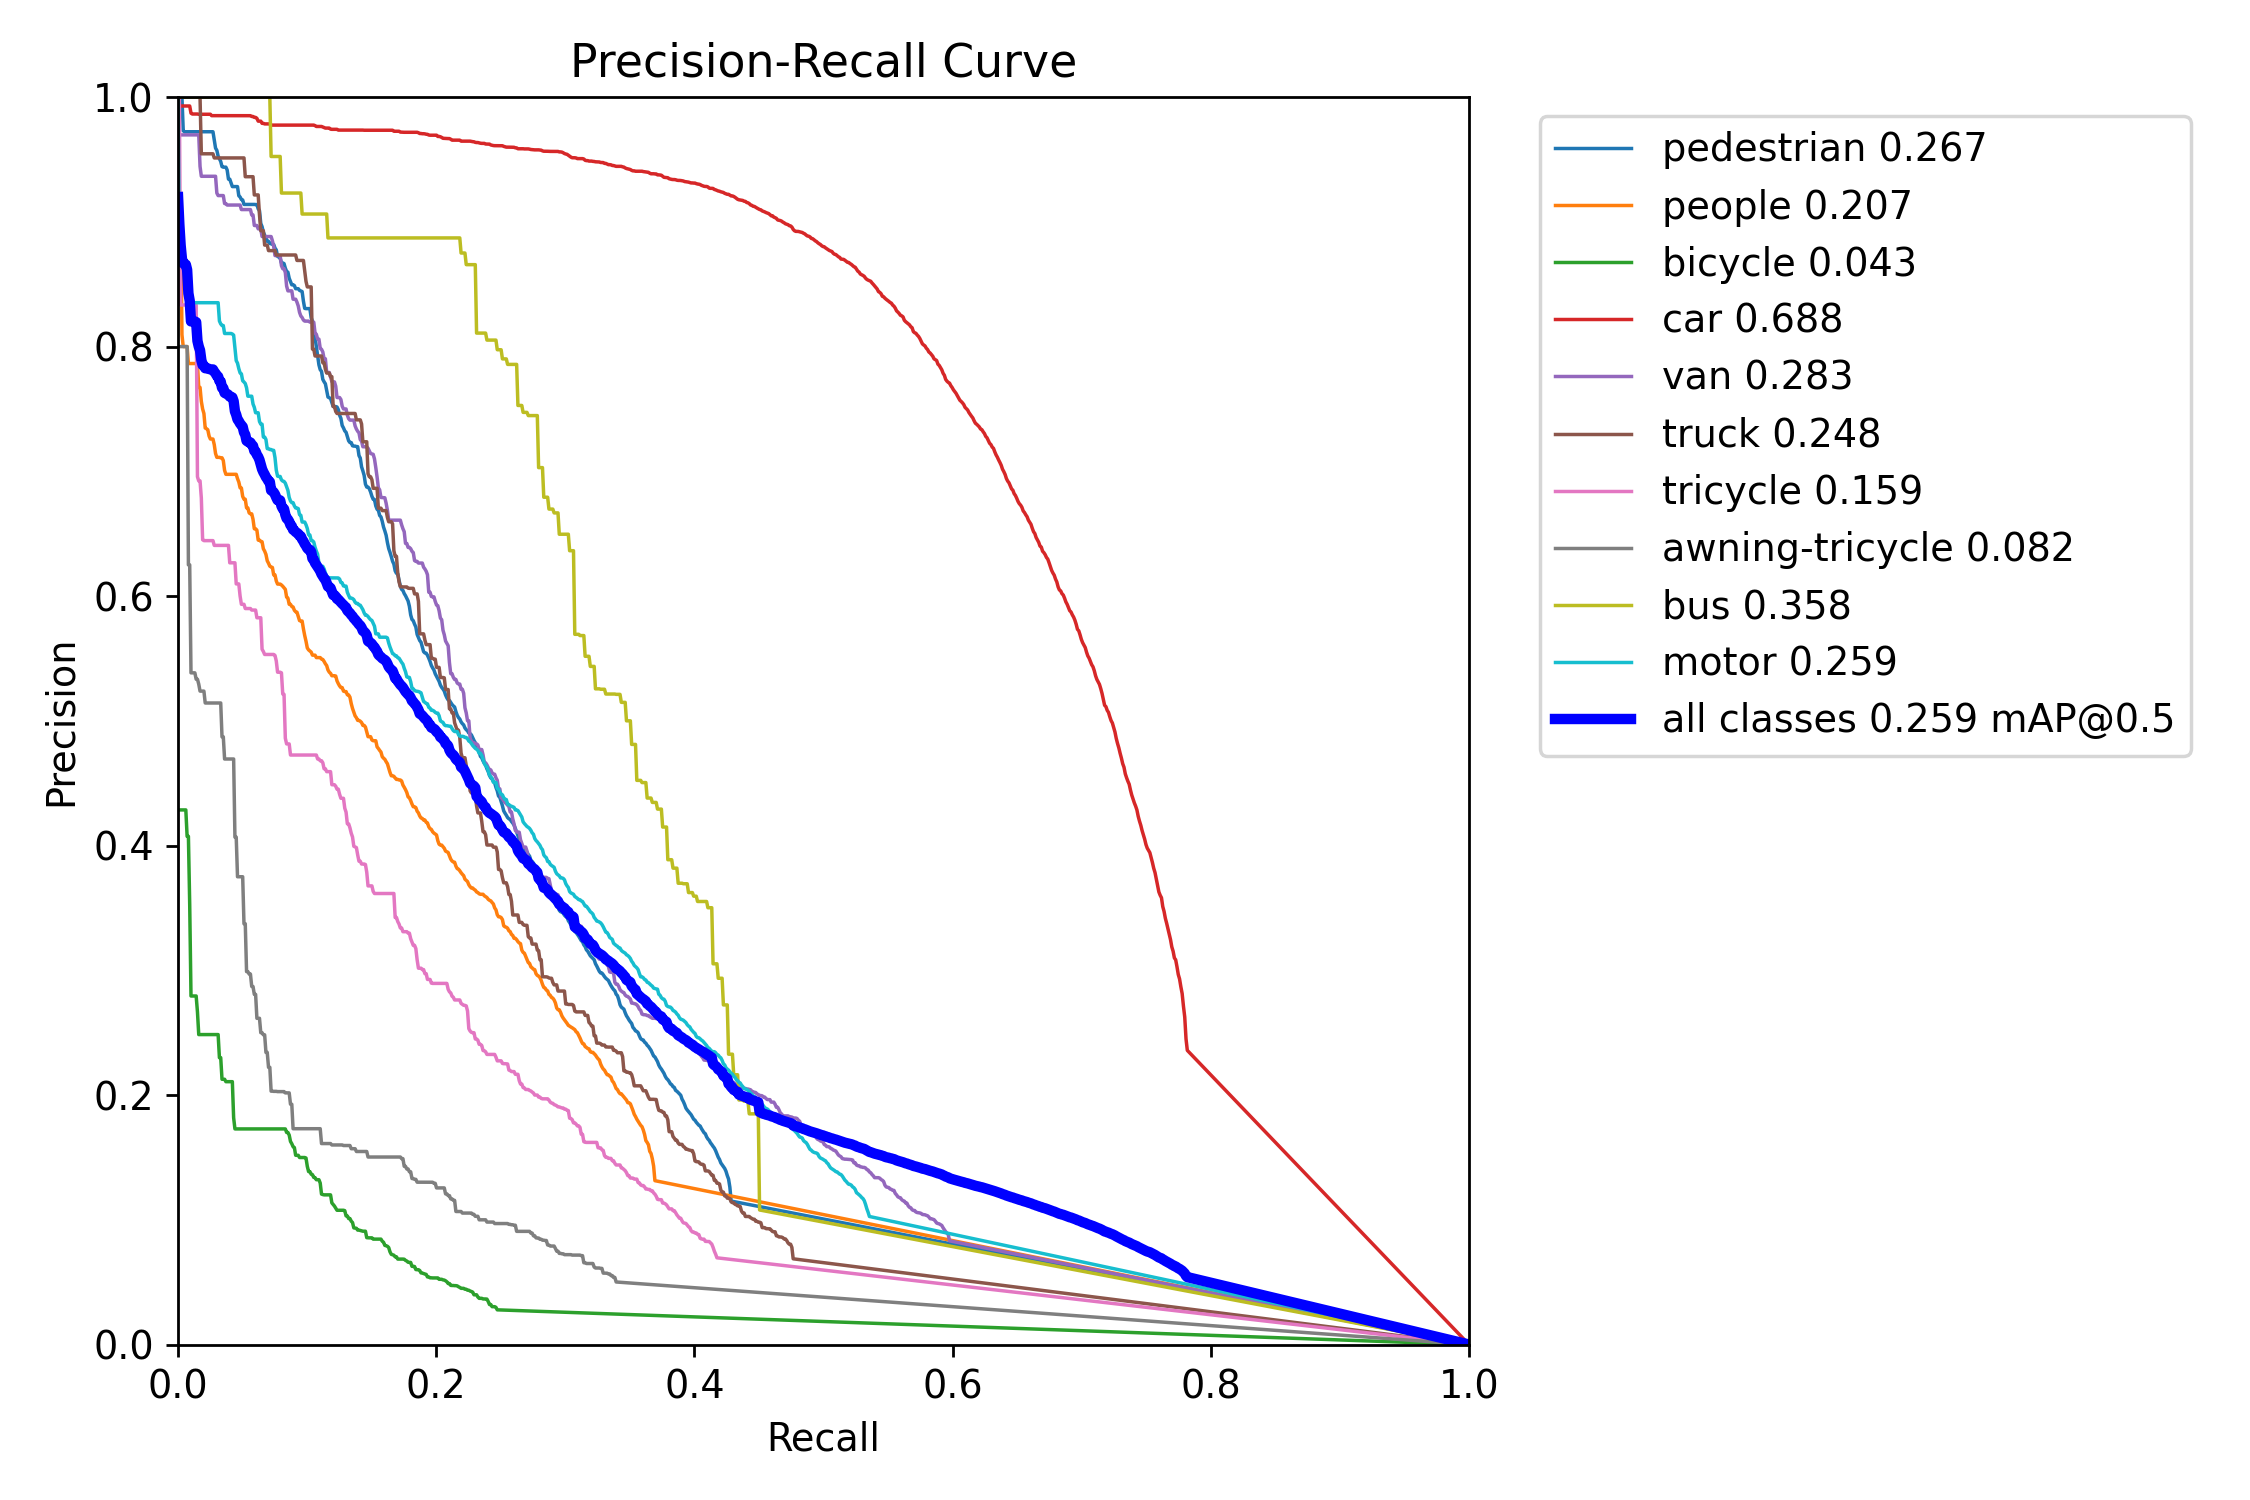 Precision-Recall Curve
1.0
0.8
0.6
0.4
0.2
0.0
Precision
0.0 0.2 0.4 0.6 0.8 1.0
Recall
pedestrian 0.267
people 0.207
bicycle 0.043
car 0.688
van 0.283
truck 0.248
tricycle 0.159
awning-tricycle 0.082
bus 0.358
motor 0.259
all classes 0.259 mAP@0.5